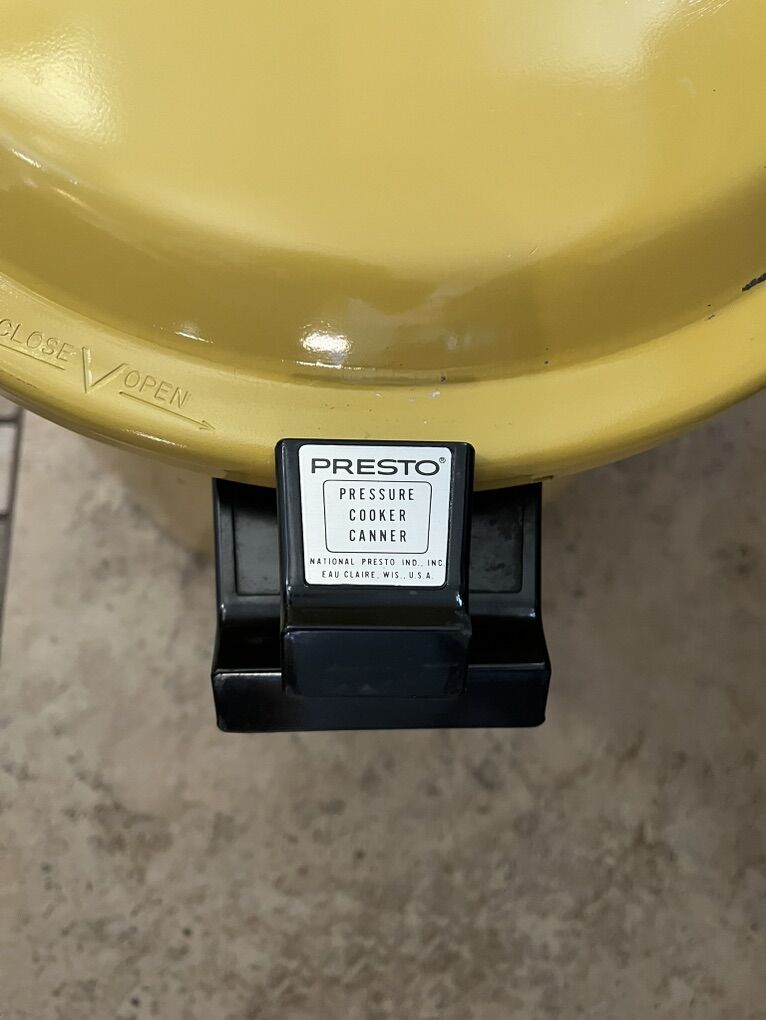 CLOSE
OPEN
PRESTO®
PRESSURE
COOKER
CANNER
NATIONAL PRESTO IND., INC.
EAU CLAIRE, WIS., U.S.A.